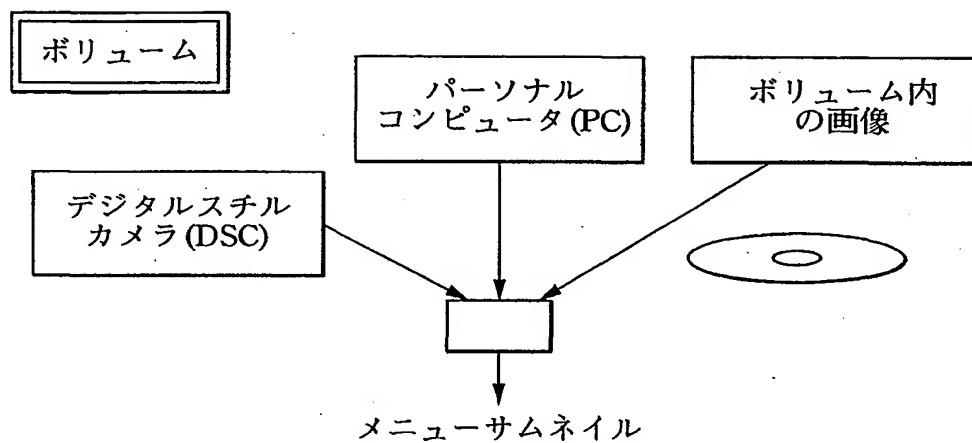 ボリューム
パーソナル
コンピュータ(PC)
ボリューム内
の画像
デジタルスチル
カメラ(DSC)
メニューサムネイル